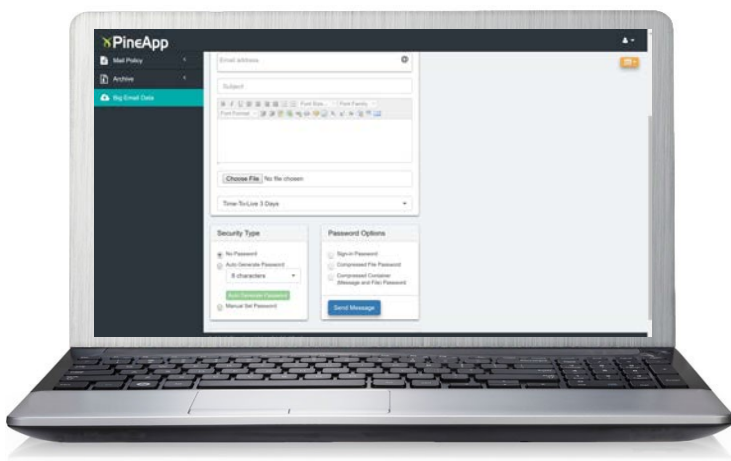 PineApp
Mail Policy
Archive
Big Email Data
Email address
Subject
B I U Font Size... Font Family
Font Format
Choose File No file chosen
Time-To-Live 3 Days
Security Type
No Password
Auto Generate Password
8 characters
Auto Generate Password
Manual Set Password
Password Options
Sign-in Password
Compressed File Password
Compressed Container
(Message and File) Password
Send Message